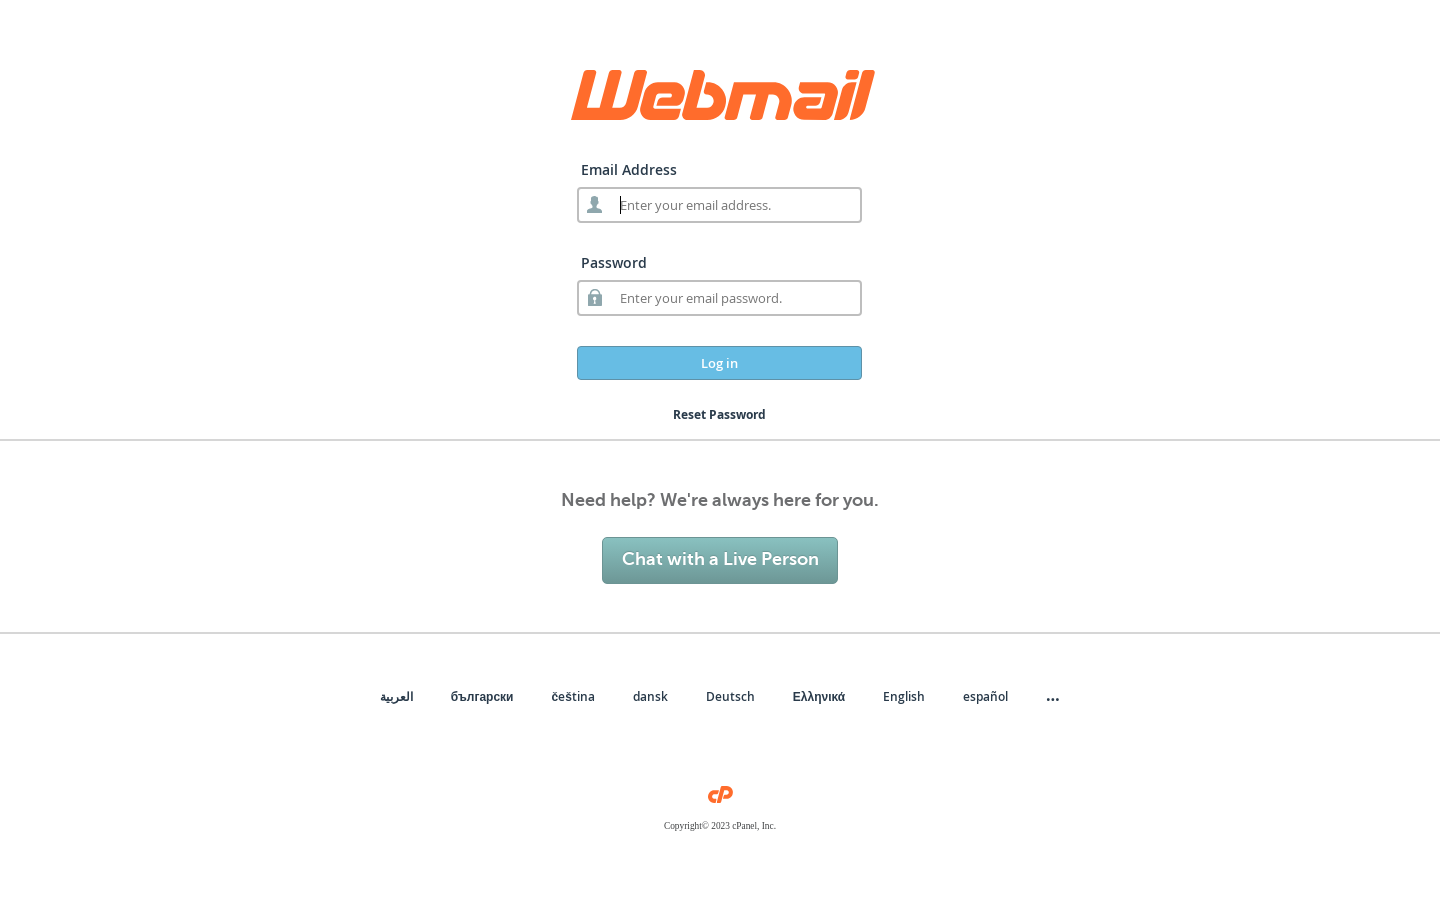 Webmail
Email Address
Enter your email address.
Password
Enter your email password.
Log in
Reset Password
Need help? We're always here for you.
Chat with a Live Person
العربية български čeština dansk Deutsch Ελληνικά English español ...
cP
Copyright© 2023 cPanel, Inc.